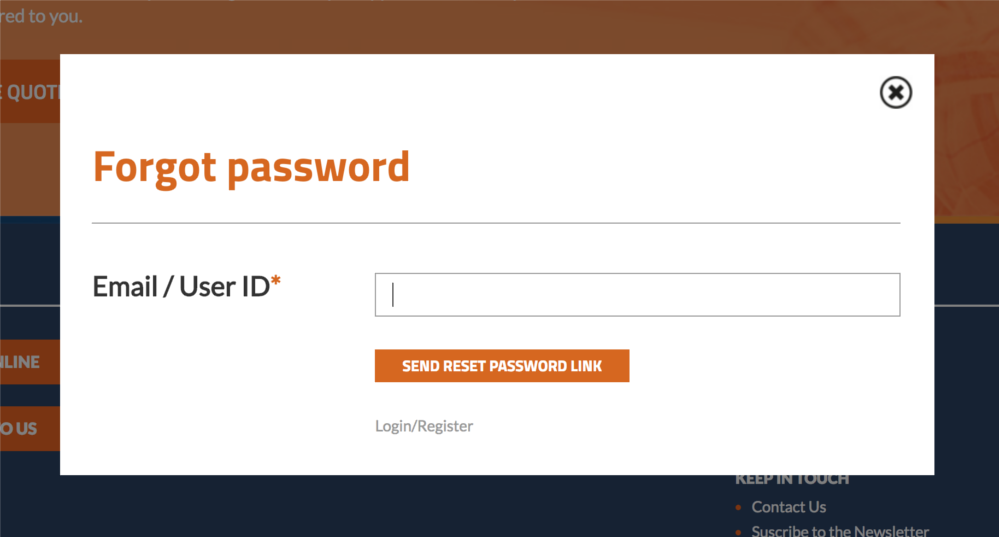 red to you.
E QUOT
Forgot password
Email / User ID*
SEND RESET PASSWORD LINK
NLINE
Login/Register
O US
KEEP IN TOUCH
Contact Us
Suscribe to the Newsletter